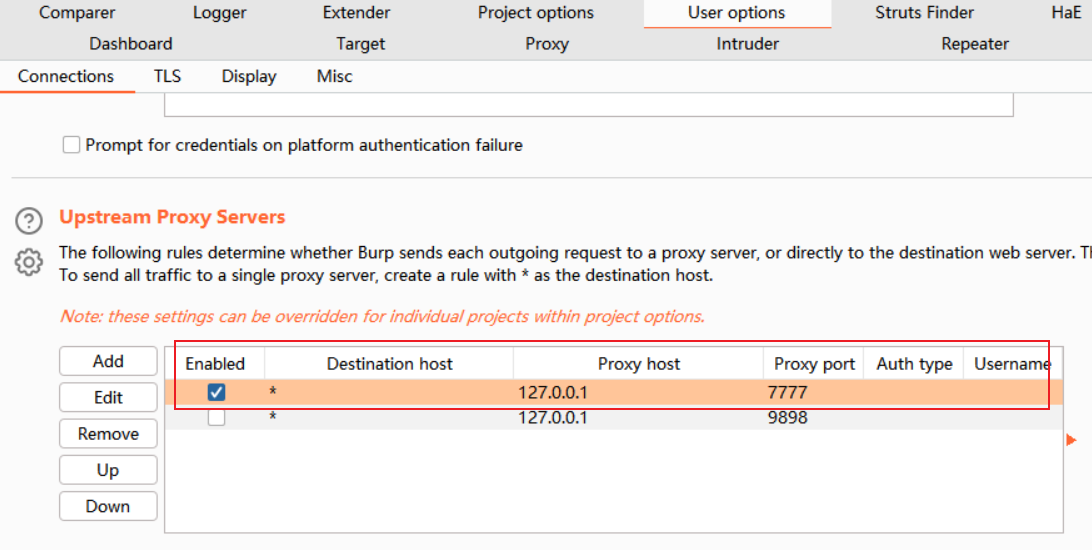 Comparer Logger Extender Project options User options Struts Finder HaE
Dashboard Target Proxy Intruder Repeater
Connections TLS Display Misc
Prompt for credentials on platform authentication failure
? Upstream Proxy Servers
The following rules determine whether Burp sends each outgoing request to a proxy server, or directly to the destination web server.
To send all traffic to a single proxy server, create a rule with * as the destination host.
Note: these settings can be overridden for individual projects within project options.
Add
Edit
Remove
Up
Down
Enabled Destination host Proxy host Proxy port Auth type Username
* 127.0.0.1 7777
* 127.0.0.1 9898